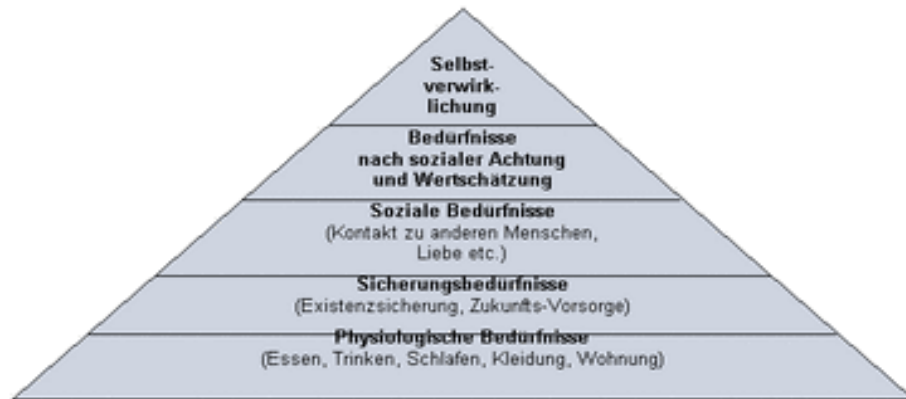 Selbst-
verwirk-
lichung
Bedürfnisse
nach sozialer Achtung
und Wertschätzung
Soziale Bedürfnisse
(Kontakt zu anderen Menschen,
Liebe etc.)
Sicherungsbedürfnisse
(Existenzsicherung, Zukunfts-Vorsorge)
Physiologische Bedürfnisse
(Essen, Trinken, Schlafen, Kleidung, Wohnung)